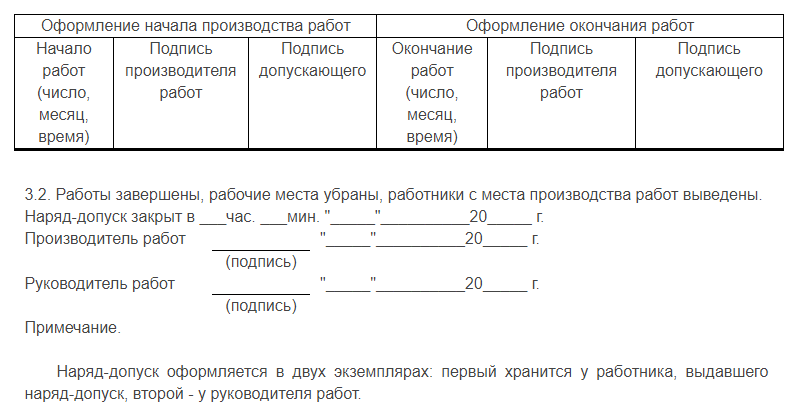 Оформление начала производства работ
Оформление окончания работ
Начало работ (число, месяц, время)
Подпись производителя работ
Подпись допускающего
Окончание работ (число, месяц, время)
Подпись производителя работ
Подпись допускающего
3.2. Работы завершены, рабочие места убраны, работники с места производства работ выведены.
Наряд-допуск закрыт в ___час. ___мин. "_____"__________20_____ г.
Производитель работ ___________ "_____"__________20_____ г.
(подпись)
Руководитель работ ___________ "_____"__________20_____ г.
(подпись)
Примечание.
Наряд-допуск оформляется в двух экземплярах: первый хранится у работника, выдавшего
наряд-допуск, второй - у руководителя работ.